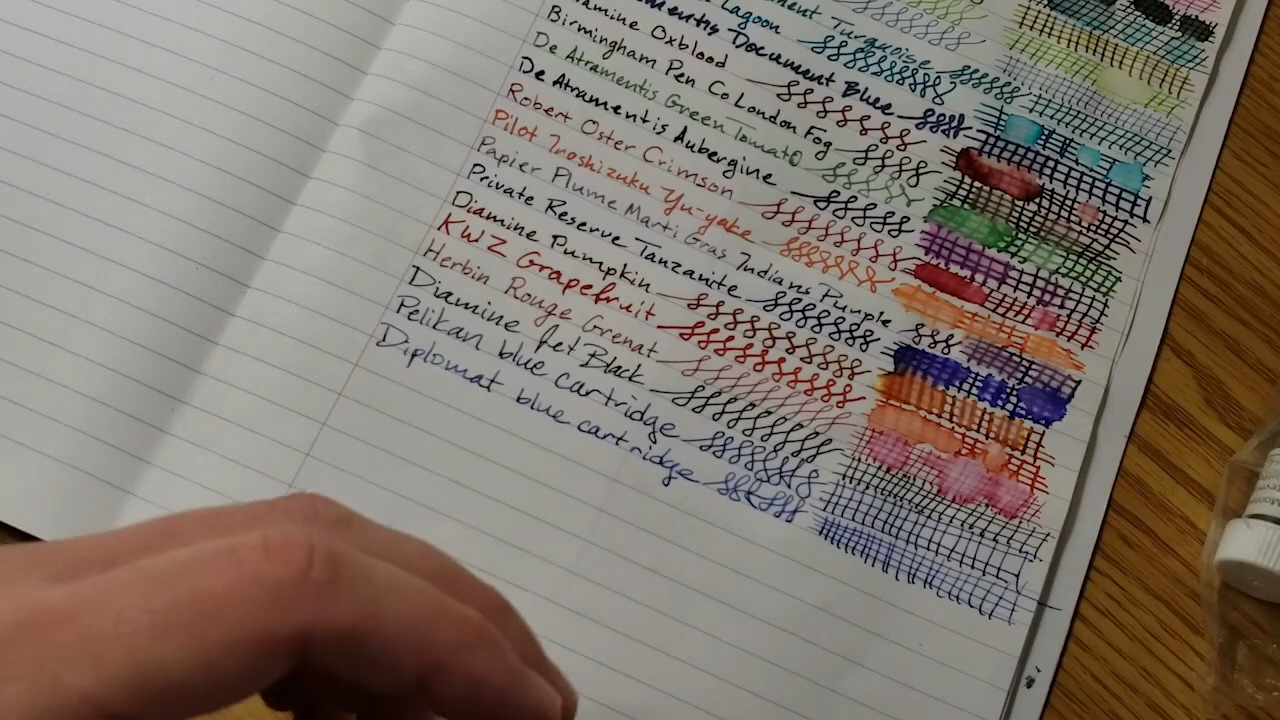 Turquoise
Lagoon
Document Blue
Diamine Oxblood
Birmingham Pen Co London Fog
De Atramentis Green Tomato
De Atramentis Aubergine
Robert Oster Crimson
Pilot Iroshizuku Yu-yake
Papier Plume Marti Gras Indians Purple
Private Reserve Tanzanite
Diamine Pumpkin
KWZ Grapefruit
Herbin Rouge Grenat
Diamine Jet Black
Pelikan blue cartridge
Diplomat blue cartridge